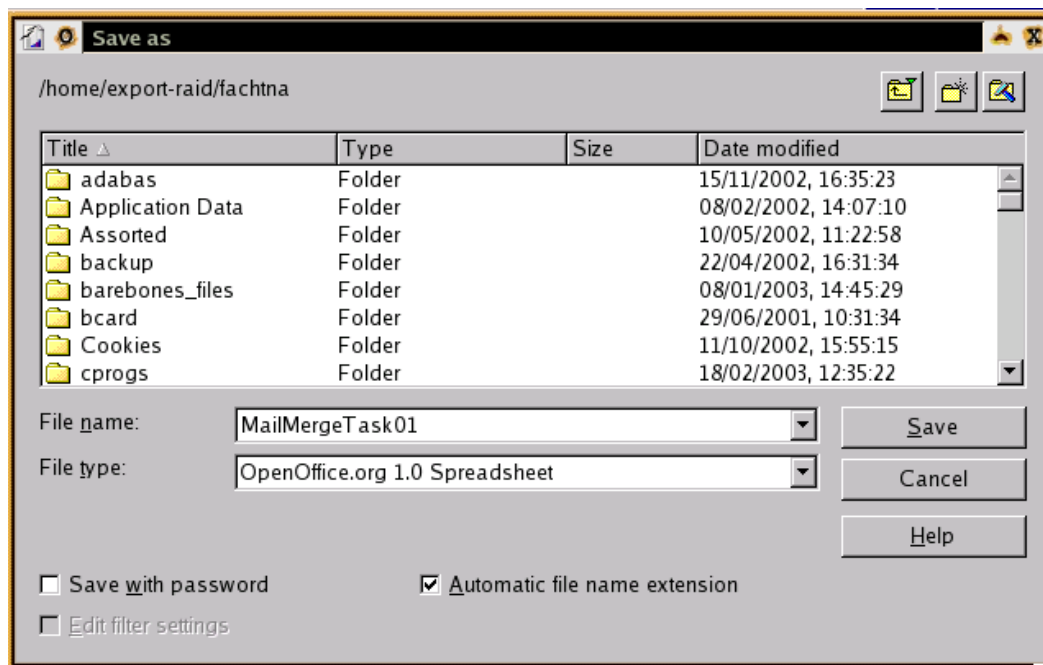 Save as
/home/export-raid/fachtna
Title Type Size Date modified
adabas Folder 15/11/2002, 16:35:23
Application Data Folder 08/02/2002, 14:07:10
Assorted Folder 10/05/2002, 11:22:58
backup Folder 22/04/2002, 16:31:34
barebones_files Folder 08/01/2003, 14:45:29
bcard Folder 29/06/2001, 10:31:34
Cookies Folder 11/10/2002, 15:55:15
cprogs Folder 18/02/2003, 12:35:22
File name: MailMergeTask01 Save
File type: OpenOffice.org 1.0 Spreadsheet Cancel
Help
Save with password Automatic file name extension
Edit filter settings